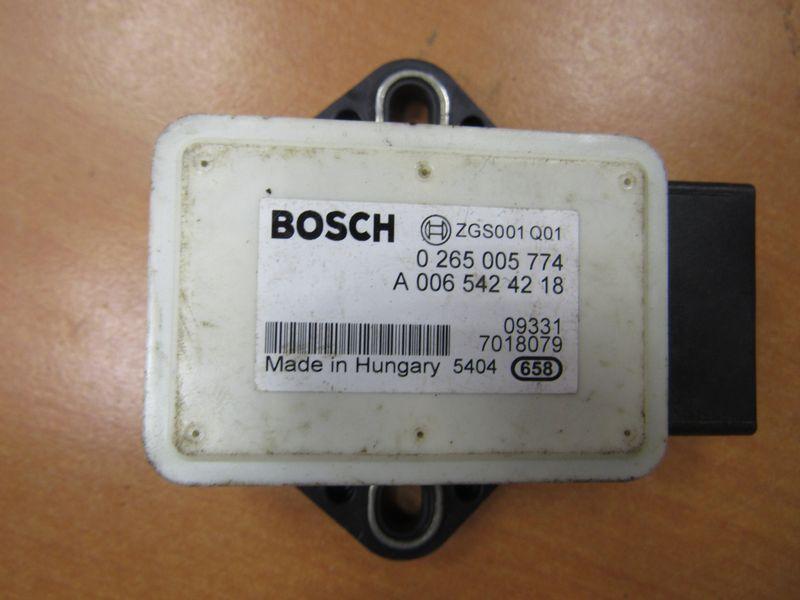 BOSCH ZGS001 Q01
0 265 005 774
A 006 542 42 18
09331
7018079
Made in Hungary 5404 658